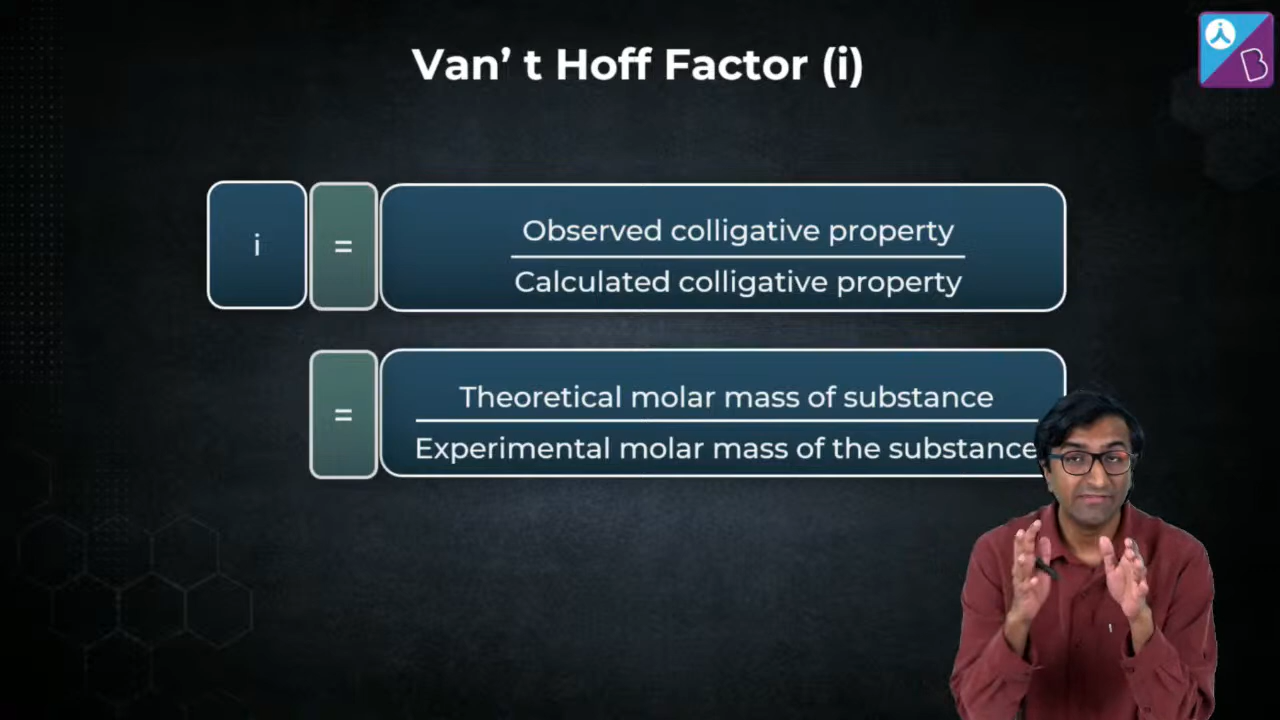 Van’ t Hoff Factor (i)
i = Observed colligative property
Calculated colligative property
= Theoretical molar mass of substance
Experimental molar mass of the substance
B